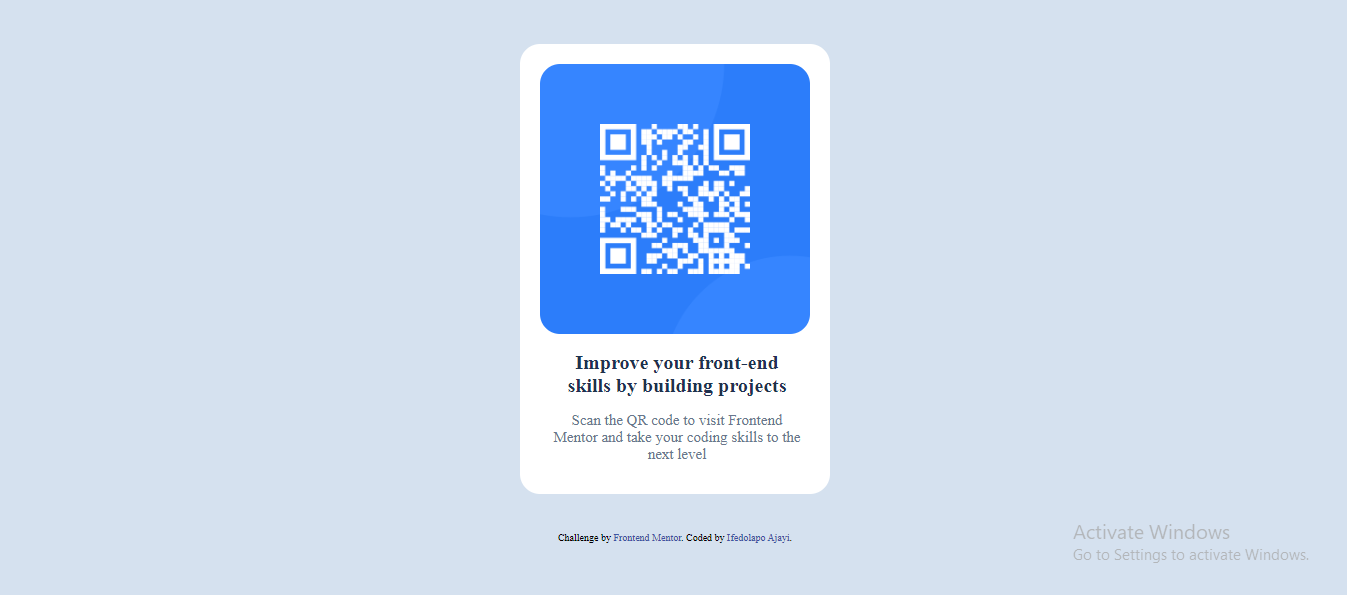 Improve your front-end
skills by building projects
Scan the QR code to visit Frontend
Mentor and take your coding skills to the
next level
Challenge by Frontend Mentor. Coded by Ifedolapo Ajayi.
Activate Windows
Go to Settings to activate Windows.